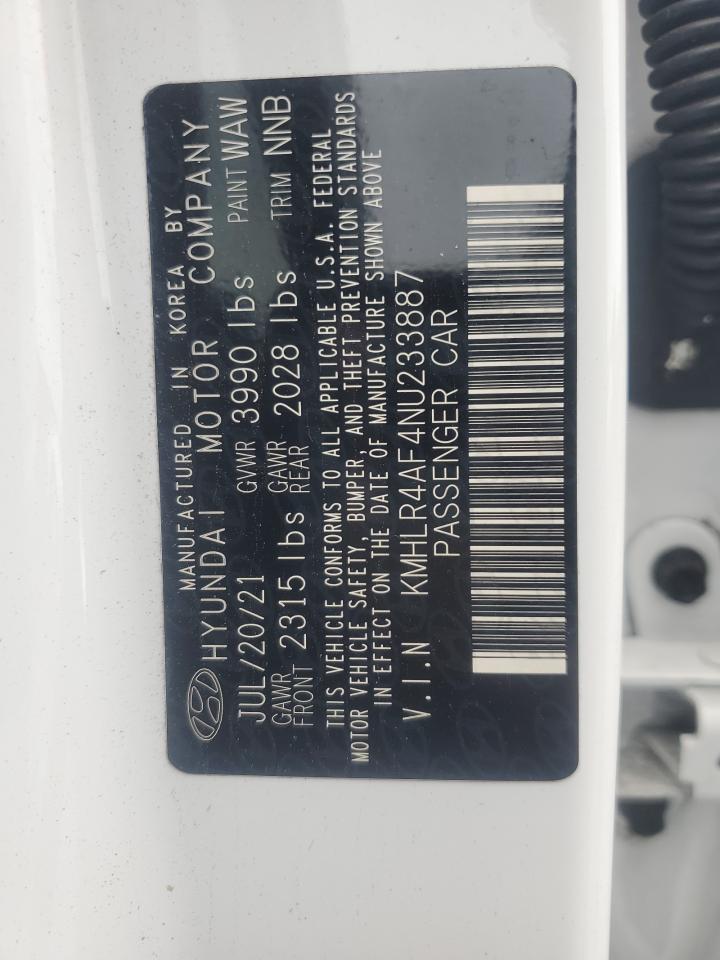 MANUFACTURED IN KOREA BY
HYUNDAI MOTOR COMPANY
JUL/20/21 GVWR 3990 lbs PAINT WAW
GAWR FRONT 2315 lbs GAWR REAR 2028 lbs TRIM NNB
THIS VEHICLE CONFORMS TO ALL APPLICABLE U.S.A. FEDERAL
MOTOR VEHICLE SAFETY, BUMPER, AND THEFT PREVENTION STANDARDS
IN EFFECT ON THE DATE OF MANUFACTURE SHOWN ABOVE
V.I.N KMHLR4AF4NU233887
PASSENGER CAR